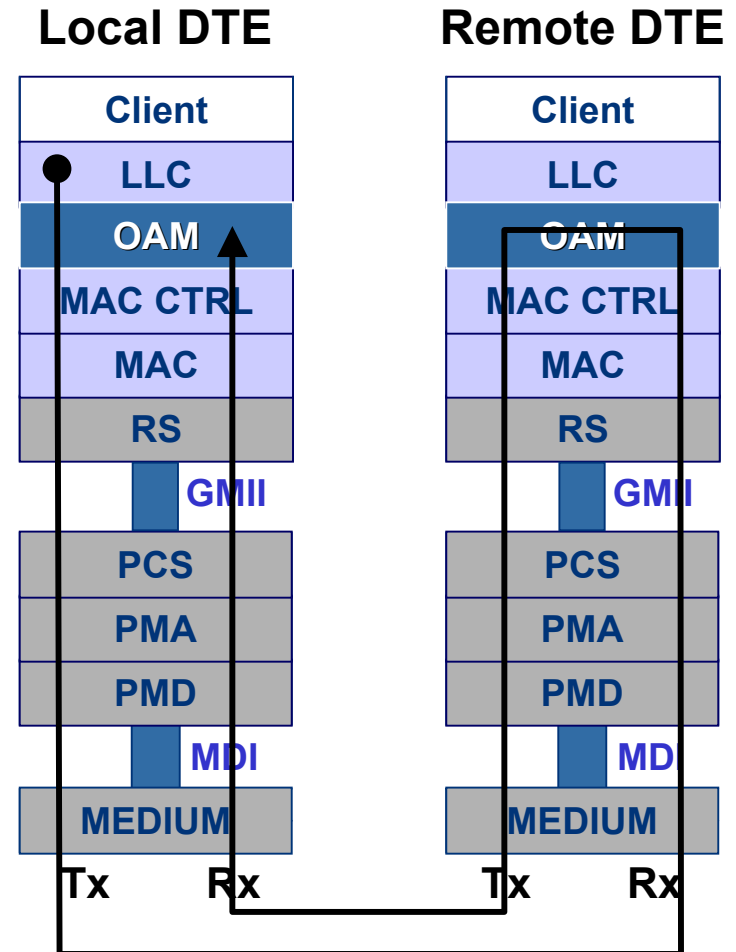 Local DTE
Client
LLC
OAM
MAC CTRL
MAC
RS
GMII
PCS
PMA
PMD
MDI
MEDIUM
Tx Rx
Remote DTE
Client
LLC
OAM
MAC CTRL
MAC
RS
GMII
PCS
PMA
PMD
MDI
MEDIUM
Tx Rx